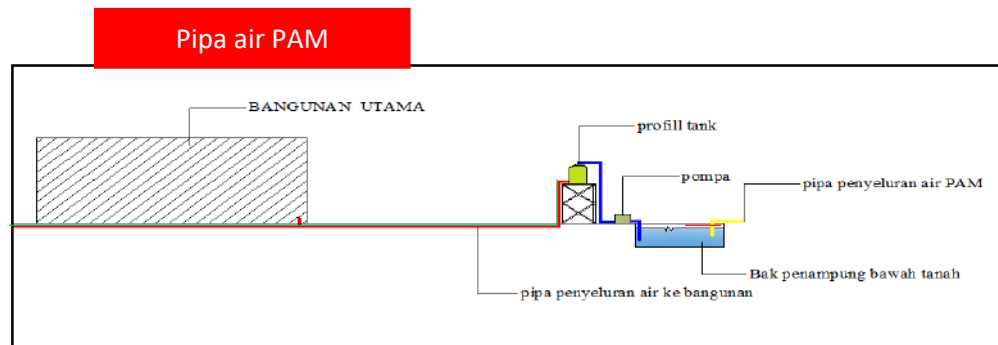 Pipa air PAM
BANGUNAN UTAMA
profill tank
pompa
pipa penyeluran air PAM
Bak penampung bawah tanah
pipa penyeluran air ke bangunan